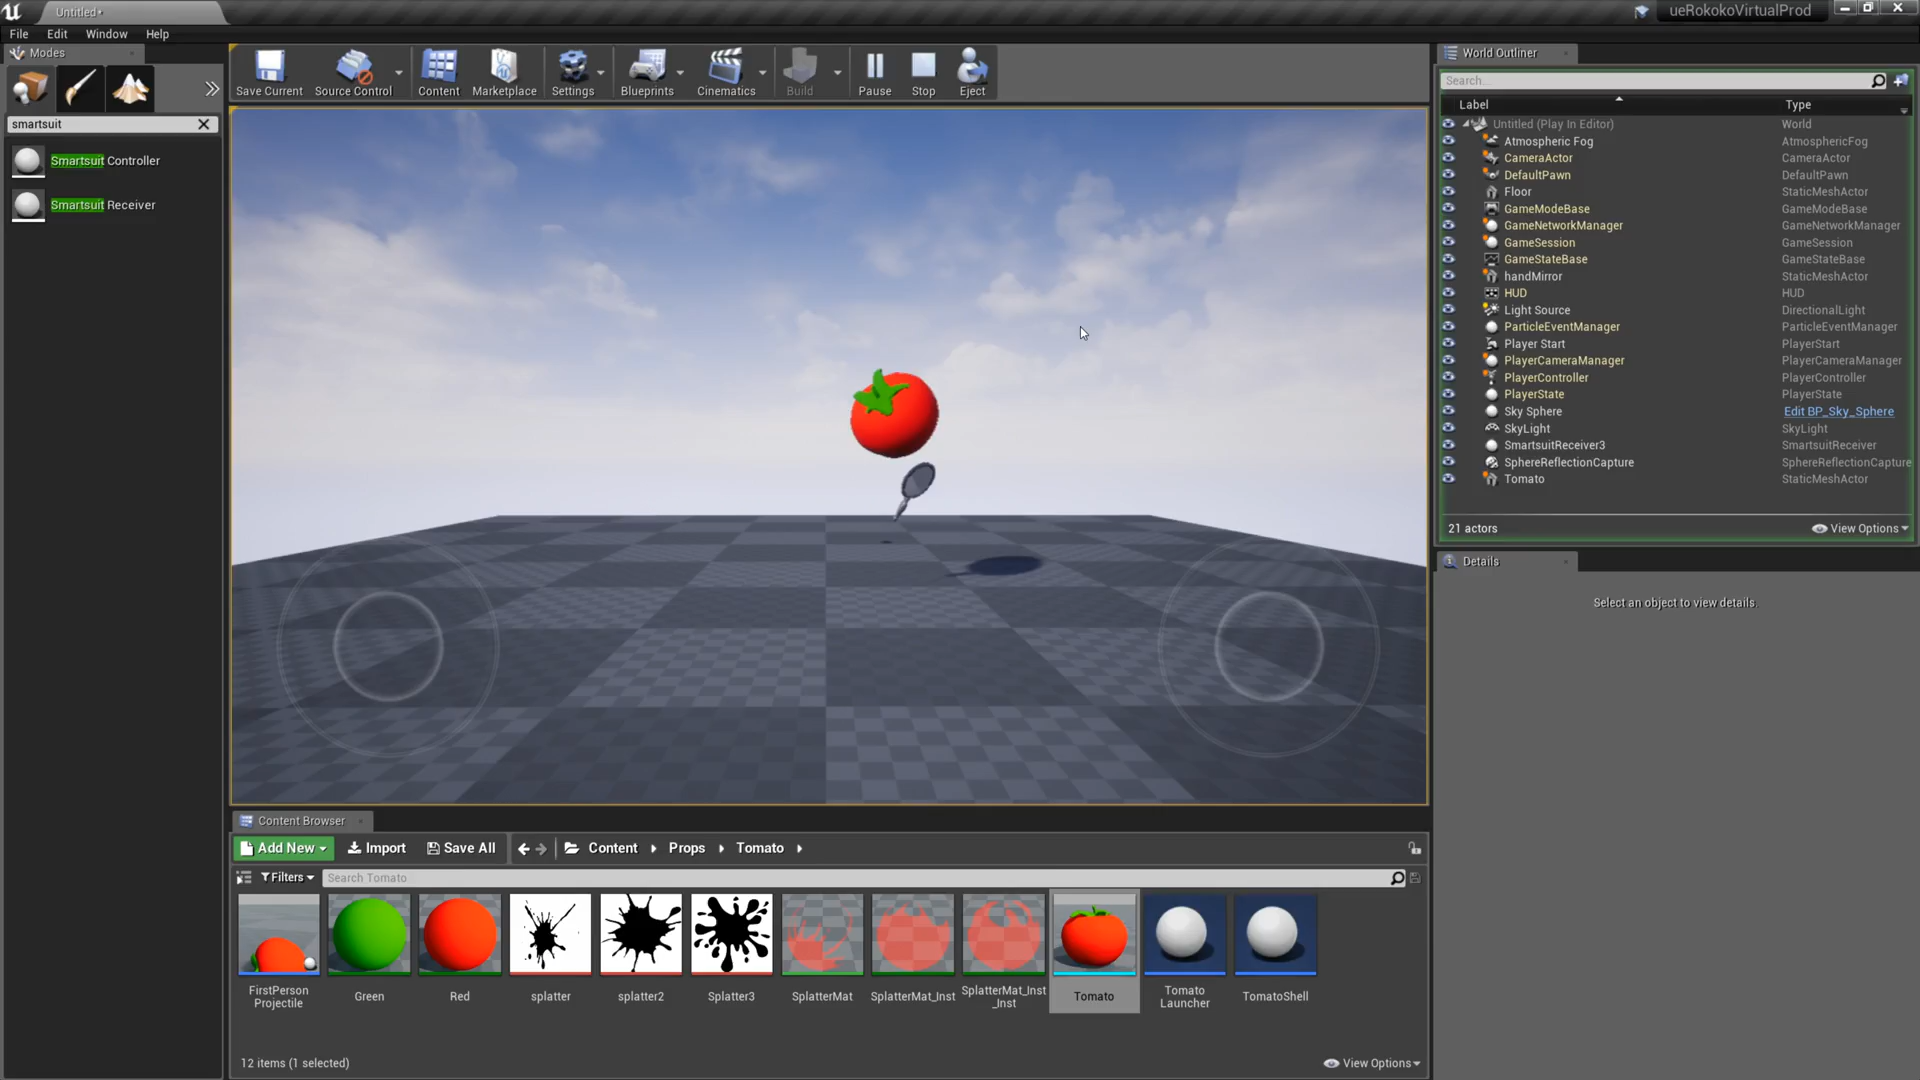 Untitled•
ueRokokoVirtualProd
File Edit Window Help
Modes
smartsuit
Smartsuit Controller
Smartsuit Receiver
Save Current Source Control Content Marketplace Settings Blueprints Cinematics Build Pause Stop Eject
World Outliner
Search...
Label Type
Untitled (Play In Editor) World
Atmospheric Fog AtmosphericFog
CameraActor CameraActor
DefaultPawn DefaultPawn
Floor StaticMeshActor
GameModeBase GameModeBase
GameNetworkManager GameNetworkManager
GameSession GameSession
GameStateBase GameStateBase
handMirror StaticMeshActor
HUD HUD
Light Source DirectionalLight
ParticleEventManager ParticleEventManager
Player Start PlayerStart
PlayerCameraManager PlayerCameraManager
PlayerController PlayerController
PlayerState PlayerState
Sky Sphere Edit BP_Sky_Sphere
SkyLight SkyLight
SmartsuitReceiver3 SmartsuitReceiver
SphereReflectionCapture SphereReflectionCapture
Tomato StaticMeshActor
21 actors View Options
Details
Select an object to view details.
Content Browser
Add New Import Save All Content Props Tomato
Filters Search Tomato
FirstPerson
Projectile
Green
Red
splatter
splatter2
Splatter3
SplatterMat
SplatterMat_Inst
SplatterMat_Inst
_Inst
Tomato
Tomato
Launcher
TomatoShell
12 items (1 selected) View Options